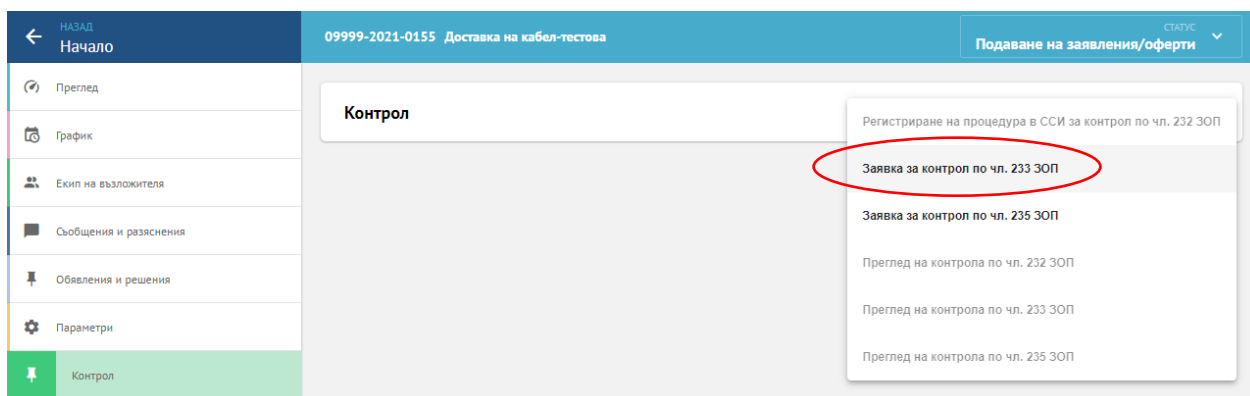 НАЗАД
Начало
09999-2021-0155 Доставка на кабел-тестова
СТАТУС
Подаване на заявления/оферти
Преглед
График
Екип на възложителя
Съобщения и разяснения
Обявления и решения
Параметри
Контрол
Контрол
Регистриране на процедура в ССИ за контрол по чл. 232 ЗОП
Заявка за контрол по чл. 233 ЗОП
Заявка за контрол по чл. 235 ЗОП
Преглед на контрола по чл. 232 ЗОП
Преглед на контрола по чл. 233 ЗОП
Преглед на контрола по чл. 235 ЗОП